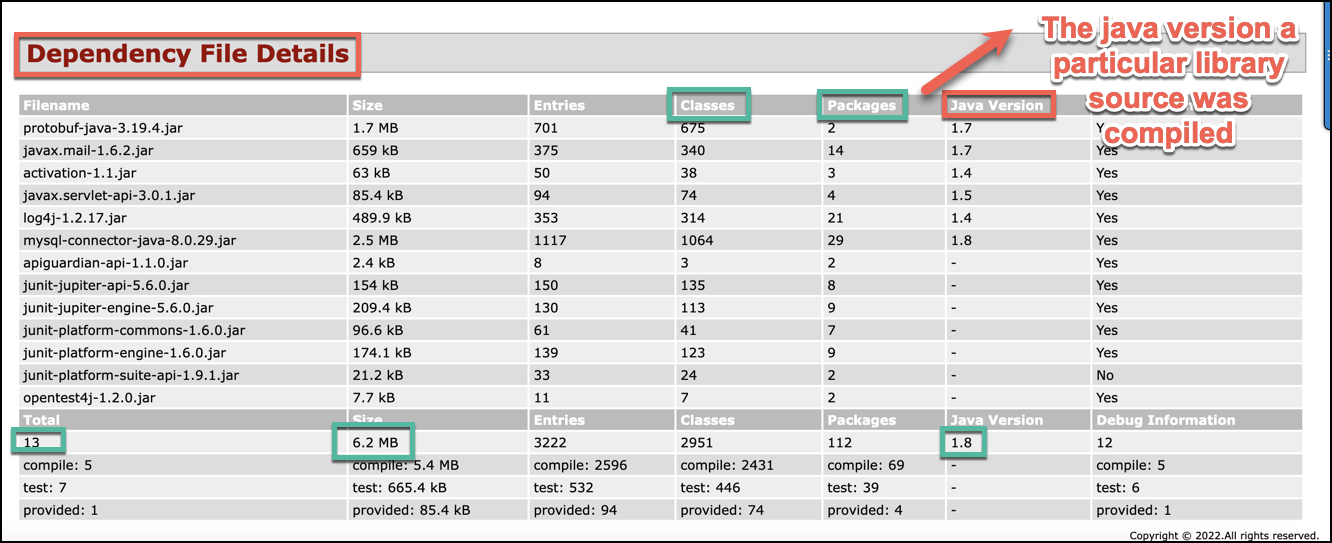 Dependency File Details
The java version a
particular library
source was
compiled
Filename Size Entries Classes Packages Java Version
protobuf-java-3.19.4.jar 1.7 MB 701 675 2 1.7
javax.mail-1.6.2.jar 659 kB 375 340 14 1.7 Yes
activation-1.1.jar 63 kB 50 38 3 1.4 Yes
javax.servlet-api-3.0.1.jar 85.4 kB 94 74 4 1.5 Yes
log4j-1.2.17.jar 489.9 kB 353 314 21 1.4 Yes
mysql-connector-java-8.0.29.jar 2.5 MB 1117 1064 29 1.8 Yes
apiguardian-api-1.1.0.jar 2.4 kB 8 3 2 - Yes
junit-jupiter-api-5.6.0.jar 154 kB 150 135 8 - Yes
junit-jupiter-engine-5.6.0.jar 209.4 kB 130 113 9 - Yes
junit-platform-commons-1.6.0.jar 96.6 kB 61 41 7 - Yes
junit-platform-engine-1.6.0.jar 174.1 kB 139 123 9 - Yes
junit-platform-suite-api-1.9.1.jar 21.2 kB 33 24 2 - No
opentest4j-1.2.0.jar 7.7 kB 11 7 2 - Yes
Total Size Entries Classes Packages Java Version Debug Information
13 6.2 MB 3222 2951 112 1.8 12
compile: 5 compile: 5.4 MB compile: 2596 compile: 2431 compile: 69 - compile: 5
test: 7 test: 665.4 kB test: 532 test: 446 test: 39 - test: 6
provided: 1 provided: 85.4 kB provided: 94 provided: 74 provided: 4 - provided: 1
Copyright © 2022.All rights reserved.